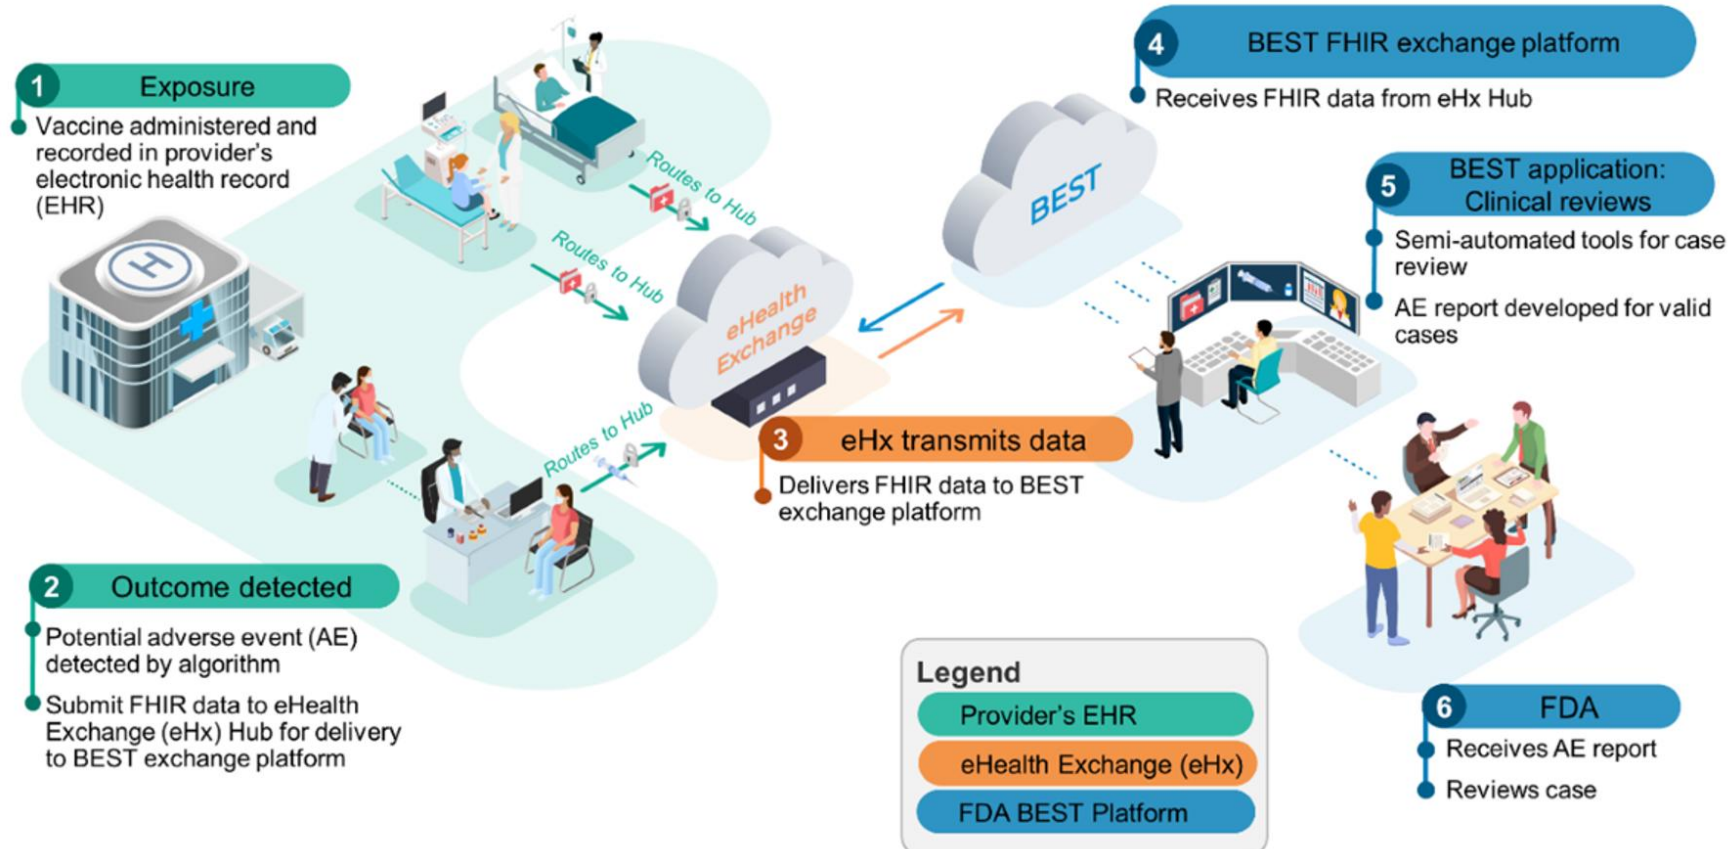 1
Exposure
Vaccine administered and
recorded in provider's
electronic health record
(EHR)
H
Routes to Hub
Routes to Hub
Routes to Hub
eHealth
Exchange
BEST
2
Outcome detected
Potential adverse event (AE)
detected by algorithm
Submit FHIR data to eHealth
Exchange (eHx) Hub for delivery
to BEST exchange platform
3
eHx transmits data
Delivers FHIR data to BEST
exchange platform
4
BEST FHIR exchange platform
Receives FHIR data from eHx Hub
5
BEST application:
Clinical reviews
Semi-automated tools for case
review
AE report developed for valid
cases
6
FDA
Receives AE report
Reviews case
Legend
Provider's EHR
eHealth Exchange (eHx)
FDA BEST Platform